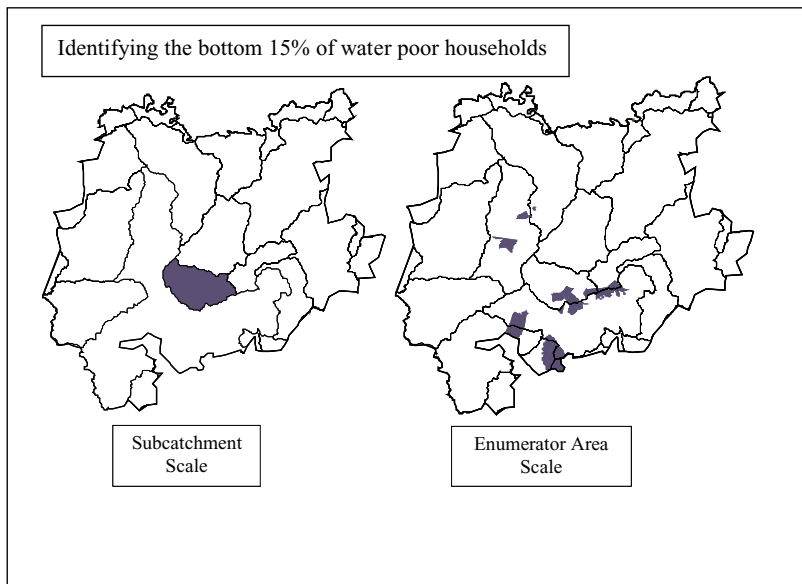 Identifying the bottom 15% of water poor households
Subcatchment
Scale
Enumerator Area
Scale